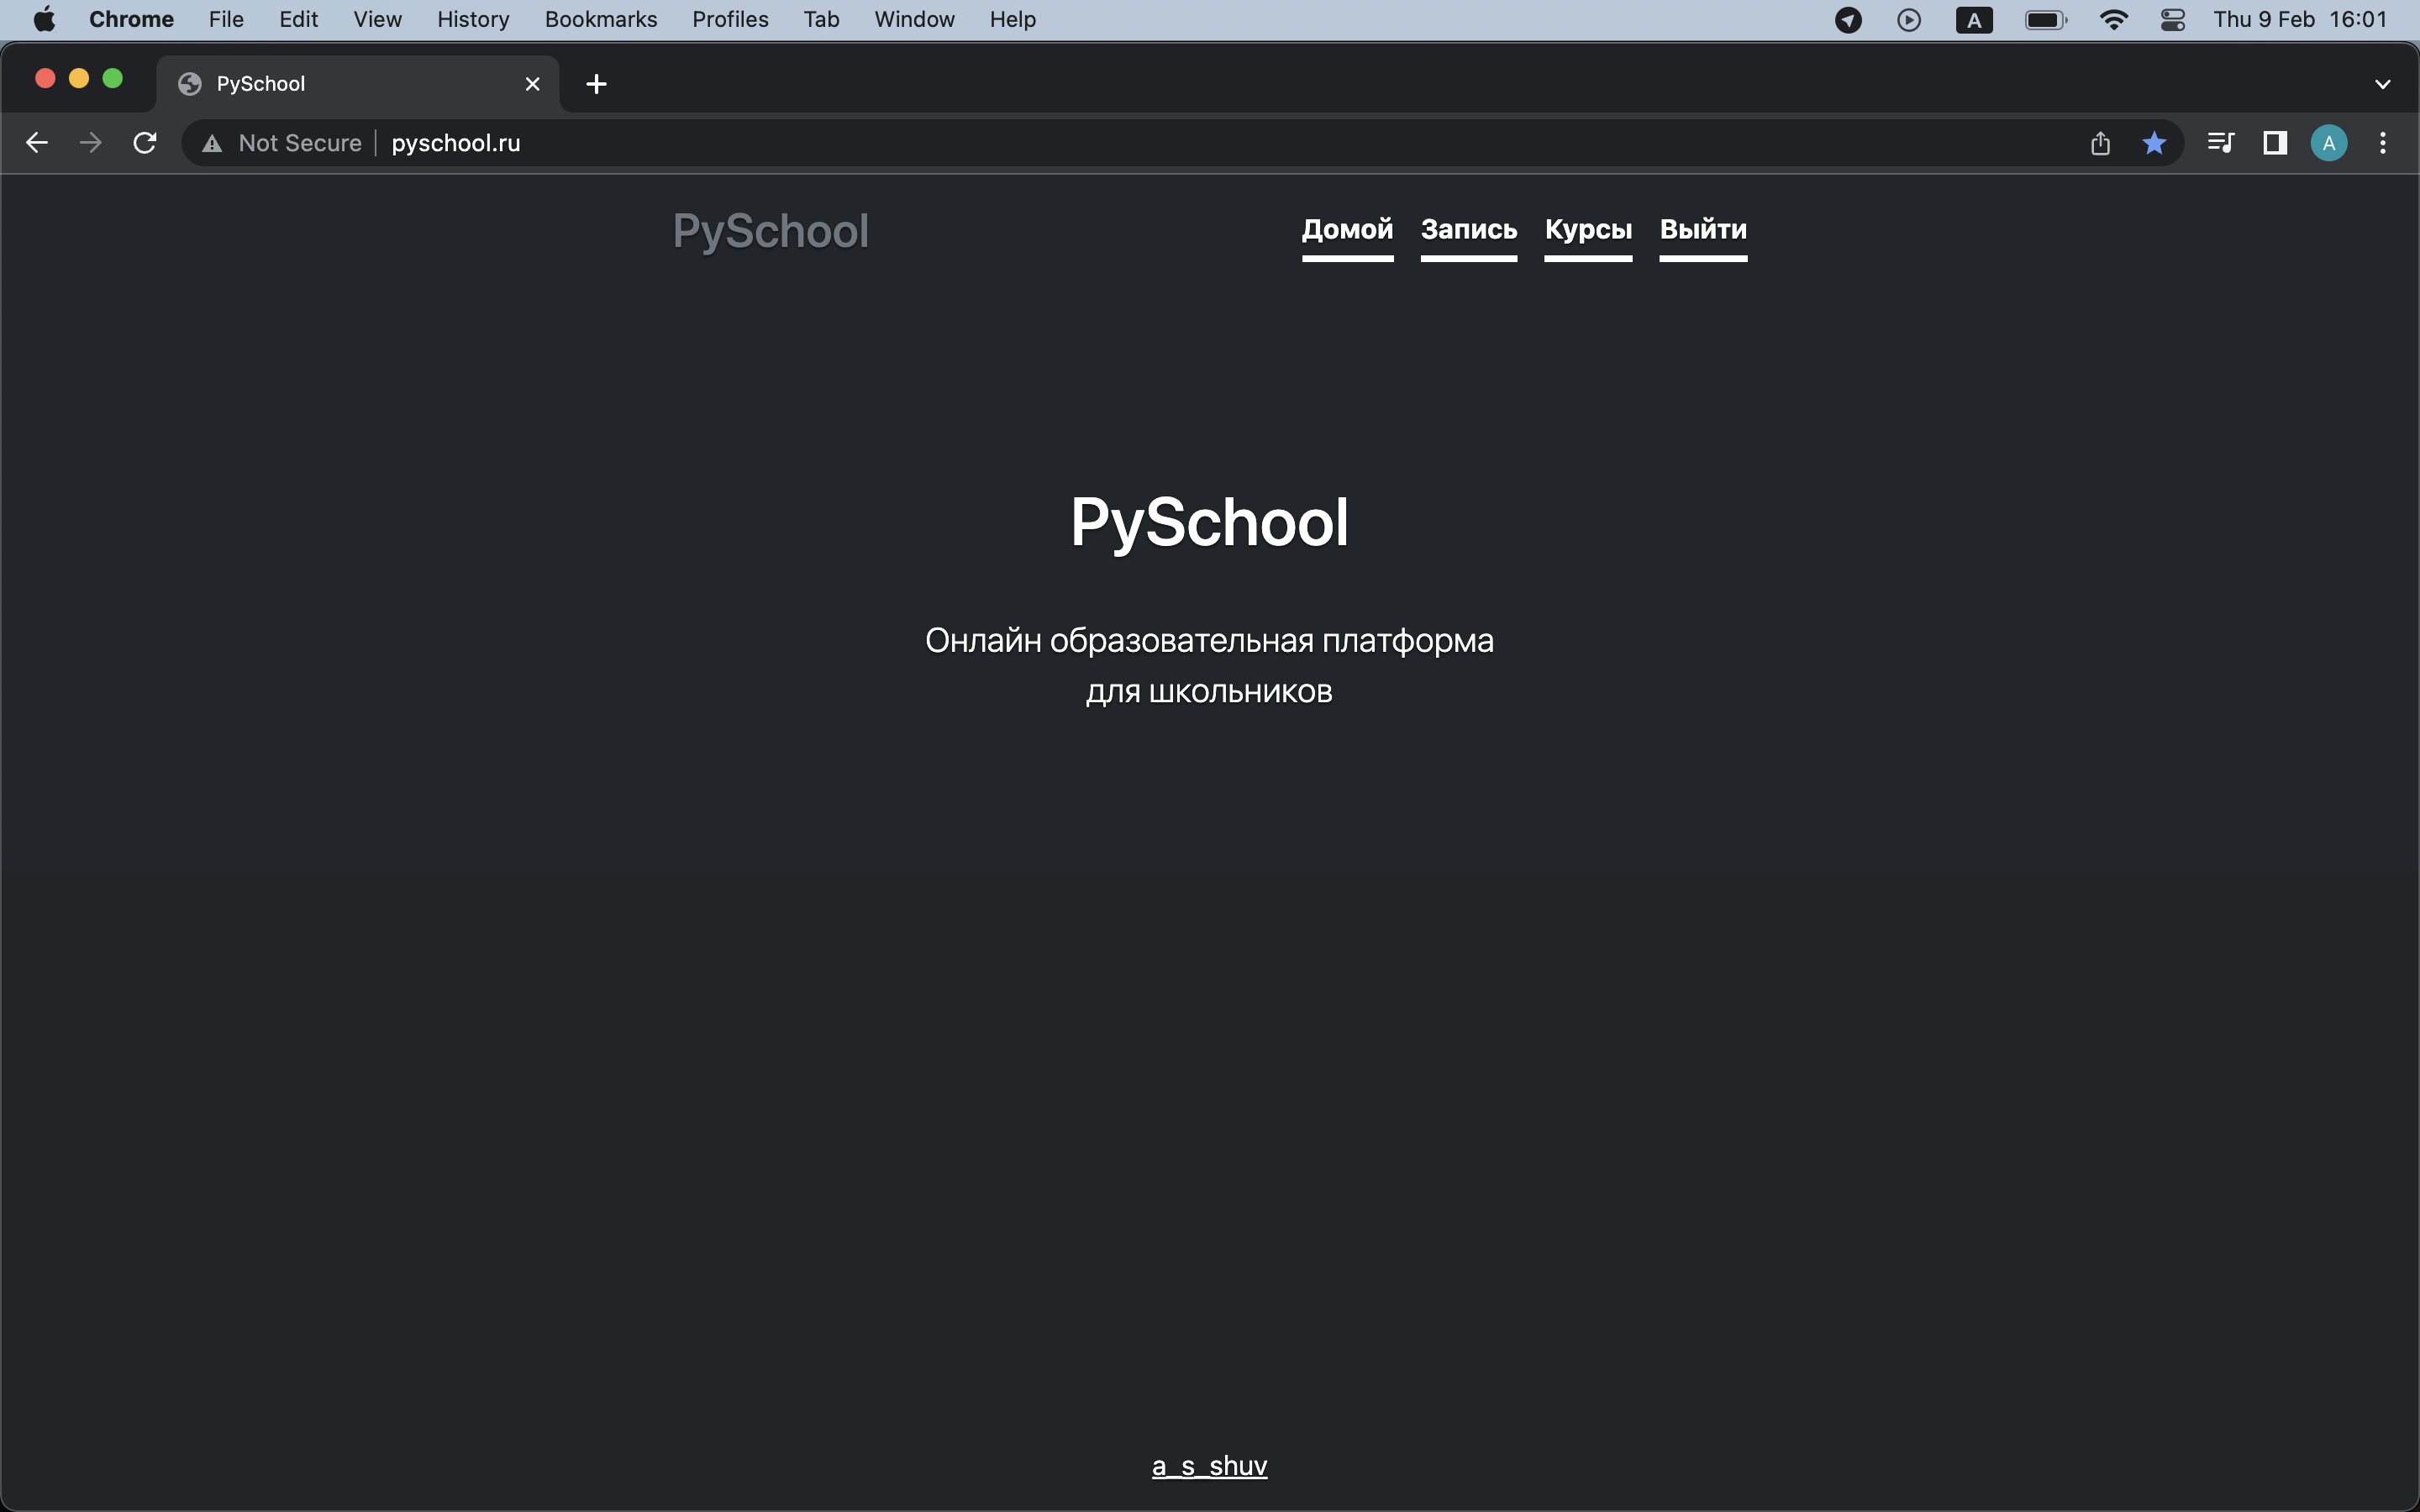 Chrome File Edit View History Bookmarks Profiles Tab Window Help A Thu 9 Feb 16:01
PySchool
Not Secure pyschool.ru A
PySchool Домой Запись Курсы Выйти
PySchool
Онлайн образовательная платформа
для школьников
a_s_shuv